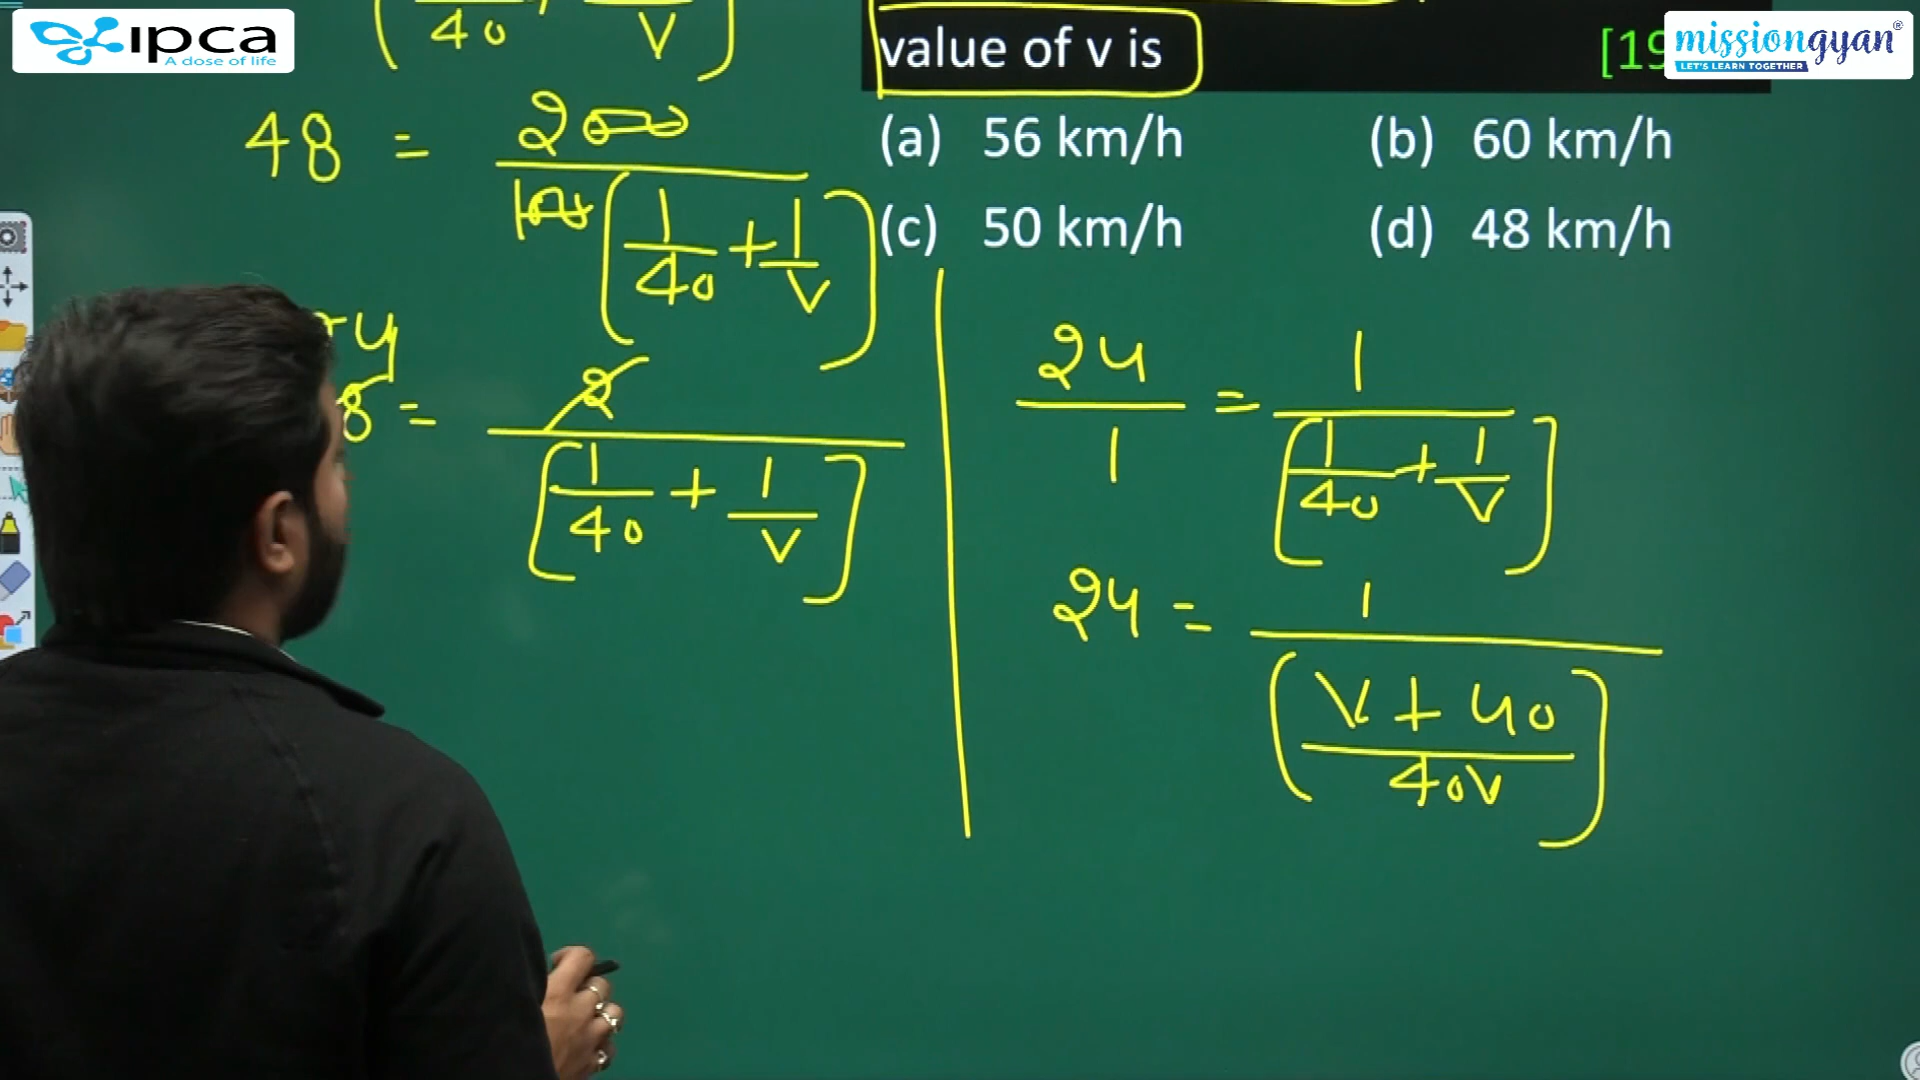 ipca
A dose of life
missiongyan®
LET'S LEARN TOGETHER
40 V
value of v is
[19
(a) 56 km/h (b) 60 km/h
(c) 50 km/h (d) 48 km/h
48 = 200 / 100 (1/40 + 1/V)
8 = 2 / [1/40 + 1/V]
24/1 = 1 / [1/40 + 1/V]
24 = 1 / (V + 40 / 40V)